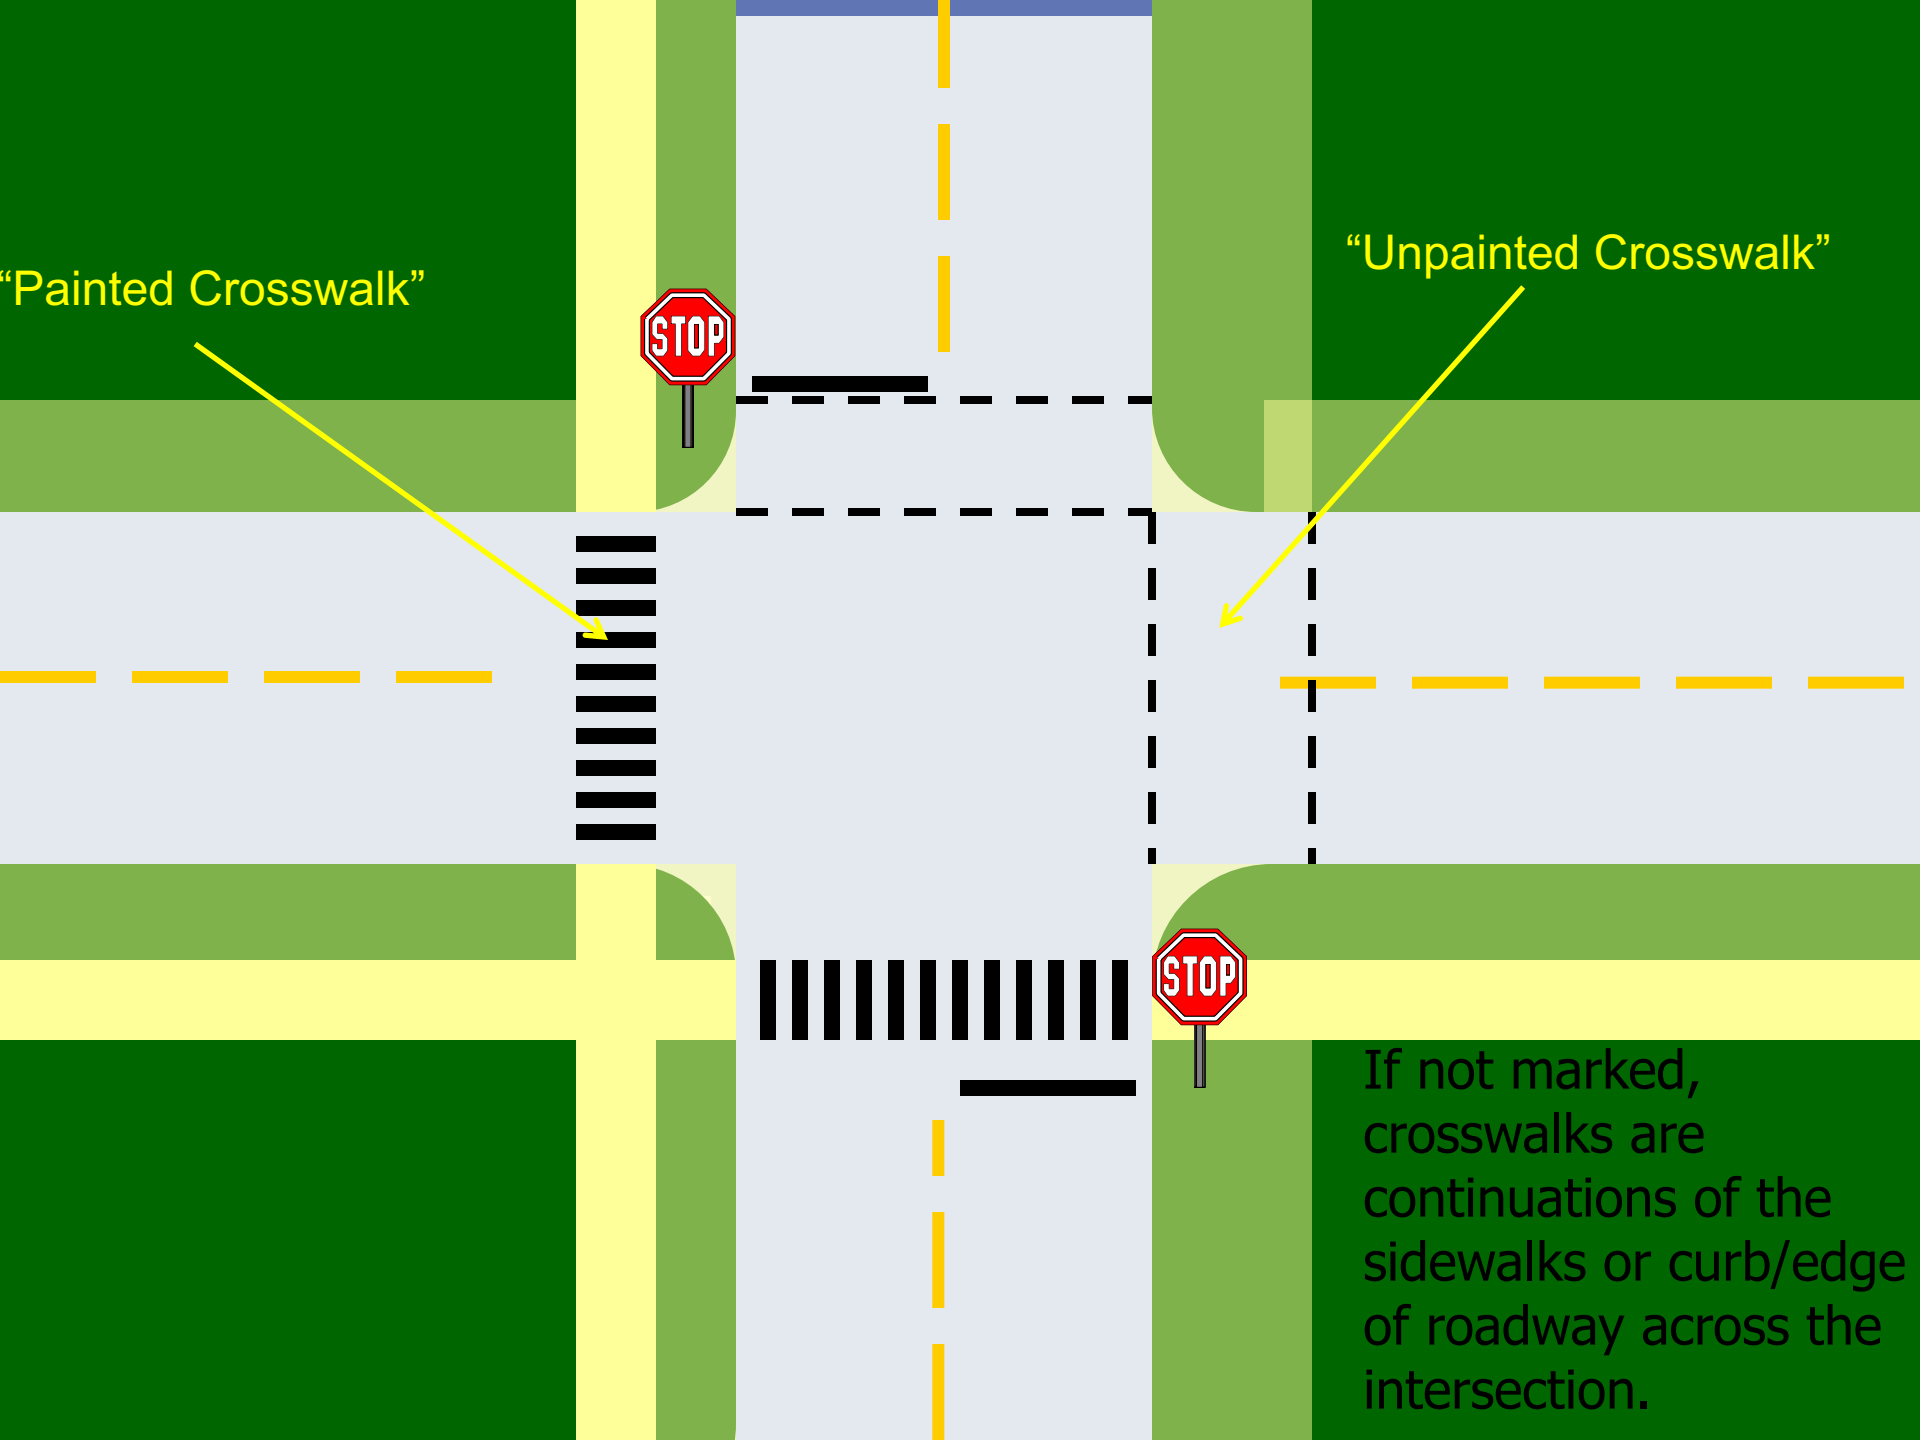 “Unpainted Crosswalk”
“Painted Crosswalk”
STOP
STOP
If not marked,
crosswalks are
continuations of the
sidewalks or curb/edge
of roadway across the
intersection.